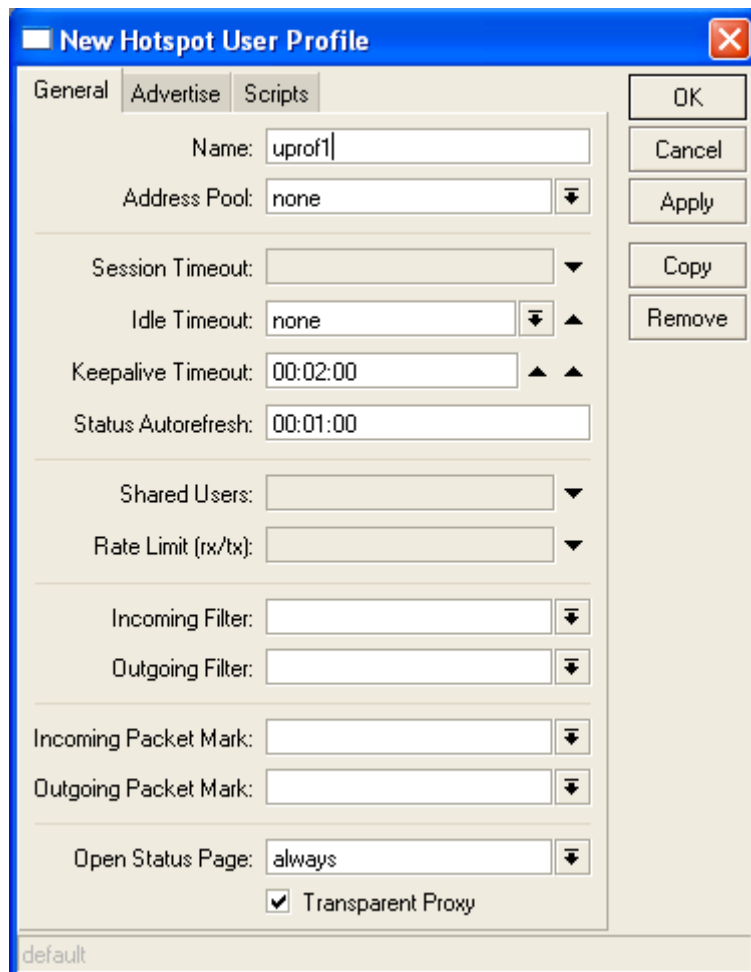 New Hotspot User Profile
General Advertise Scripts
OK
Name: uprof1
Cancel
Address Pool: none
Apply
Session Timeout:
Copy
Idle Timeout: none
Remove
Keepalive Timeout: 00:02:00
Status Autorefresh: 00:01:00
Shared Users:
Rate Limit (rx/tx):
Incoming Filter:
Outgoing Filter:
Incoming Packet Mark:
Outgoing Packet Mark:
Open Status Page: always
Transparent Proxy
default